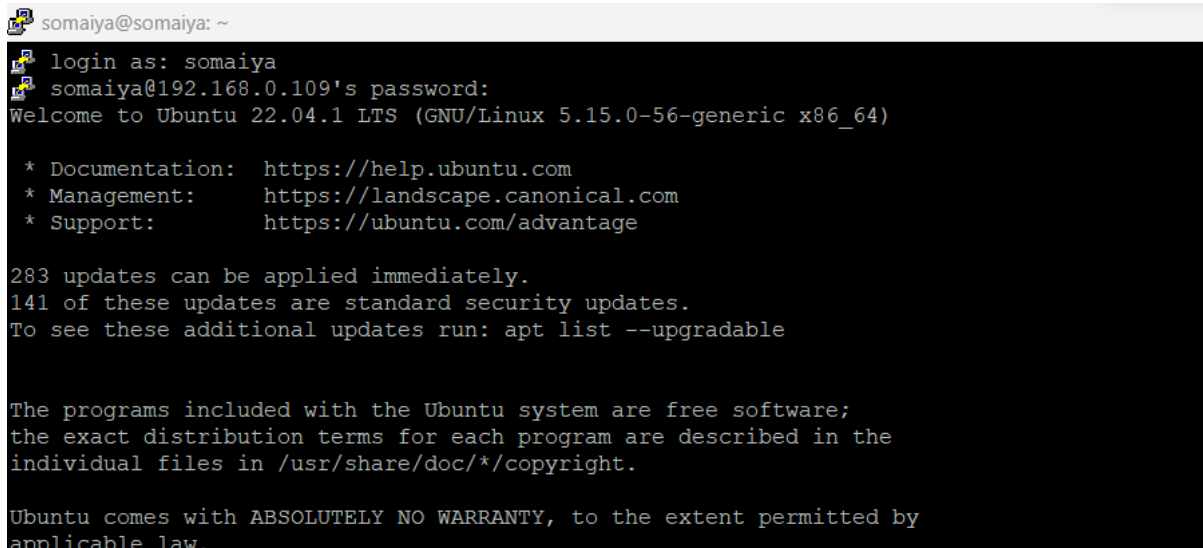 somaiya@somaiya: ~
login as: somaiya
somaiya@192.168.0.109's password:
Welcome to Ubuntu 22.04.1 LTS (GNU/Linux 5.15.0-56-generic x86_64)
* Documentation:  https://help.ubuntu.com
* Management:     https://landscape.canonical.com
* Support:        https://ubuntu.com/advantage
283 updates can be applied immediately.
141 of these updates are standard security updates.
To see these additional updates run: apt list --upgradable
The programs included with the Ubuntu system are free software;
the exact distribution terms for each program are described in the
individual files in /usr/share/doc/*/copyright.
Ubuntu comes with ABSOLUTELY NO WARRANTY, to the extent permitted by
applicable law.